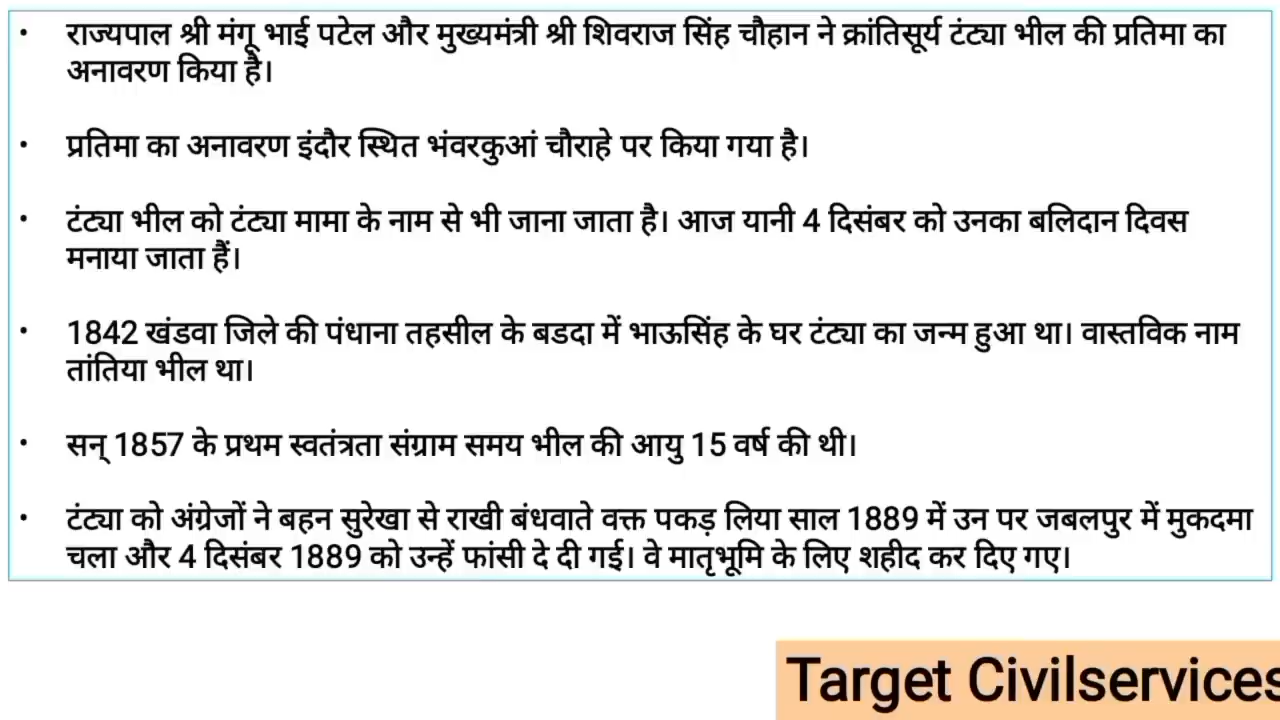 • राज्यपाल श्री मंगू भाई पटेल और मुख्यमंत्री श्री शिवराज सिंह चौहान ने क्रांतिसूर्य टंट्या भील की प्रतिमा का
अनावरण किया है।
• प्रतिमा का अनावरण इंदौर स्थित भंवरकुआं चौराहे पर किया गया है।
• टंट्या भील को टंट्या मामा के नाम से भी जाना जाता है। आज यानी 4 दिसंबर को उनका बलिदान दिवस
मनाया जाता हैं।
• 1842 खंडवा जिले की पंधाना तहसील के बडदा में भाऊसिंह के घर टंट्या का जन्म हुआ था। वास्तविक नाम
तांतिया भील था।
• सन् 1857 के प्रथम स्वतंत्रता संग्राम समय भील की आयु 15 वर्ष की थी।
• टंट्या को अंग्रेजों ने बहन सुरेखा से राखी बंधवाते वक्त पकड़ लिया साल 1889 में उन पर जबलपुर में मुकदमा
चला और 4 दिसंबर 1889 को उन्हें फांसी दे दी गई। वे मातृभूमि के लिए शहीद कर दिए गए।
Target Civilservices